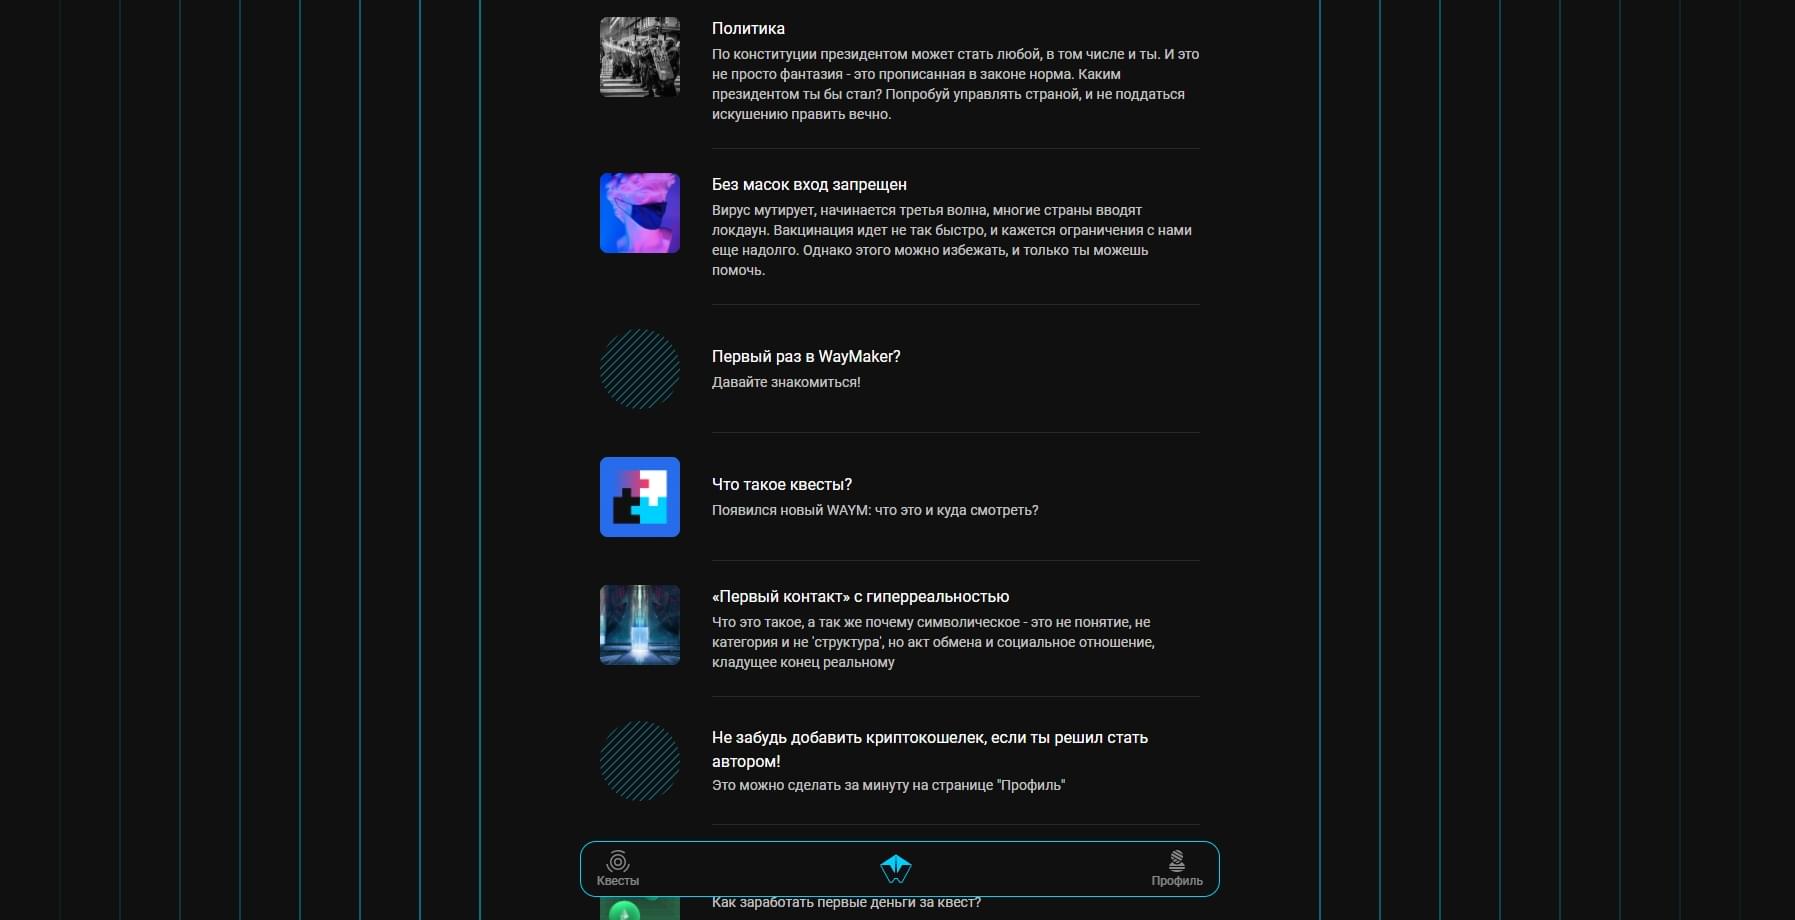 Политика
По конституции президентом может стать любой, в том числе и ты. И это
не просто фантазия - это прописанная в законе норма. Каким
президентом ты бы стал? Попробуй управлять страной, и не поддаться
искушению править вечно.
Без масок вход запрещен
Вирус мутирует, начинается третья волна, многие страны вводят
локдаун. Вакцинация идет не так быстро, и кажется ограничения с нами
еще надолго. Однако этого можно избежать, и только ты можешь
помочь.
Первый раз в WayMaker?
Давайте знакомиться!
Что такое квесты?
Появился новый WAYM: что это и куда смотреть?
«Первый контакт» с гиперреальностью
Что это такое, а так же почему символическое - это не понятие, не
категория и не 'структура', но акт обмена и социальное отношение,
кладущее конец реальному
Не забудь добавить криптокошелек, если ты решил стать
автором!
Это можно сделать за минуту на странице "Профиль"
Квесты
Профиль
Как заработать первые деньги за квест?